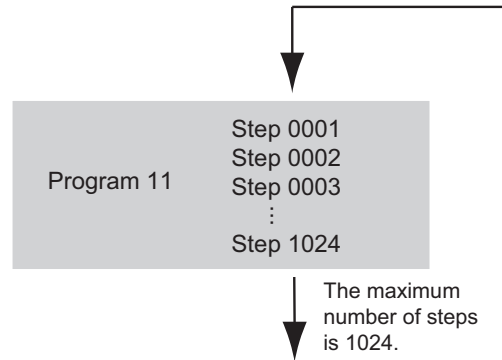 Program 11
Step 0001
Step 0002
Step 0003
⋮
Step 1024
The maximum
number of steps
is 1024.